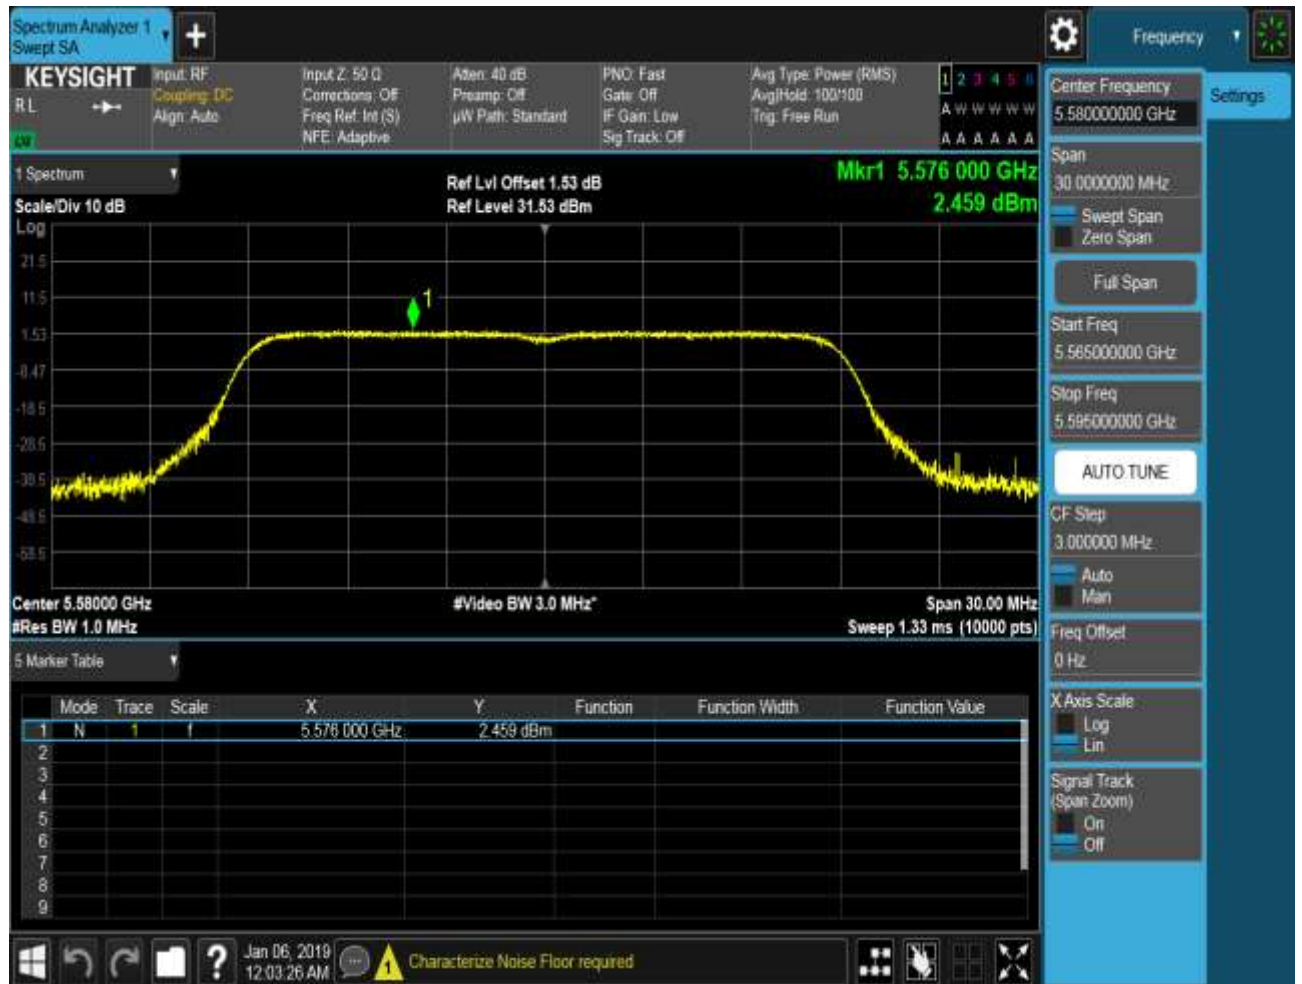 Spectrum Analyzer 1
Swept SA
+
Frequency
KEYSIGHT
R L
Input: RF
Coupling: DC
Align: Auto
Input Z: 50 Ω
Corrections: Off
Freq Ref: Int (S)
NFE: Adaptive
Atten: 40 dB
Preamp: Off
µW Path: Standard
PNO: Fast
Gate: Off
IF Gain: Low
Sig Track: Off
Avg Type: Power (RMS)
Avg|Hold: 100/100
Trig: Free Run
1 2 3 4 5 6
A W W W W W
A A A A A A
1 Spectrum
Scale/Div 10 dB
Ref Lvl Offset 1.53 dB
Ref Level 31.53 dBm
Mkr1 5.576 000 GHz
2.459 dBm
Log
21.5
11.5
1.53
-8.47
-18.5
-28.5
-38.5
-48.5
-58.5
1
Center 5.58000 GHz
#Res BW 1.0 MHz
#Video BW 3.0 MHz*
Span 30.00 MHz
Sweep 1.33 ms (10000 pts)
5 Marker Table
Mode Trace Scale X Y Function Function Width Function Value
1 N 1 f 5.576 000 GHz 2.459 dBm
2
3
4
5
6
7
8
9
Center Frequency
5.580000000 GHz
Settings
Span
30.0000000 MHz
Swept Span
Zero Span
Full Span
Start Freq
5.565000000 GHz
Stop Freq
5.595000000 GHz
AUTO TUNE
CF Step
3.000000 MHz
Auto
Man
Freq Offset
0 Hz
X Axis Scale
Log
Lin
Signal Track
(Span Zoom)
On
Off
?
Jan 06, 2019
12:03:26 AM
1
Characterize Noise Floor required